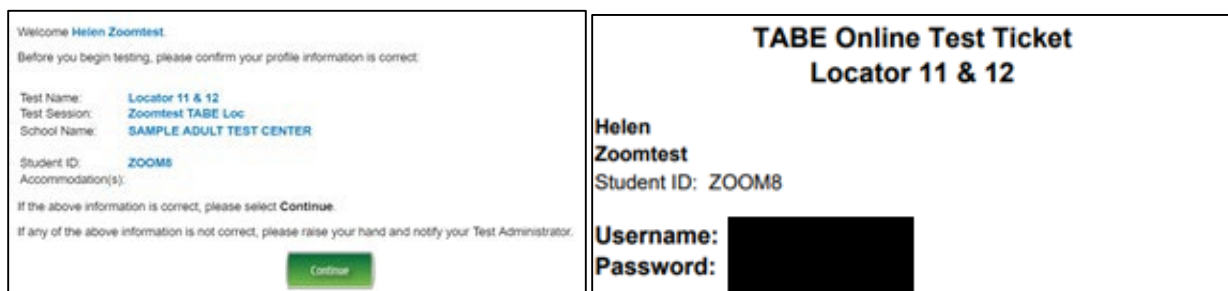 Welcome Helen Zoomtest.
Before you begin testing, please confirm your profile information is correct:
Test Name: Locator 11 & 12
Test Session: Zoomtest TABE Loc
School Name: SAMPLE ADULT TEST CENTER
Student ID: ZOOM8
Accommodation(s):
If the above information is correct, please select Continue.
If any of the above information is not correct, please raise your hand and notify your Test Administrator.
Continue
TABE Online Test Ticket
Locator 11 & 12
Helen
Zoomtest
Student ID: ZOOM8
Username:
Password: